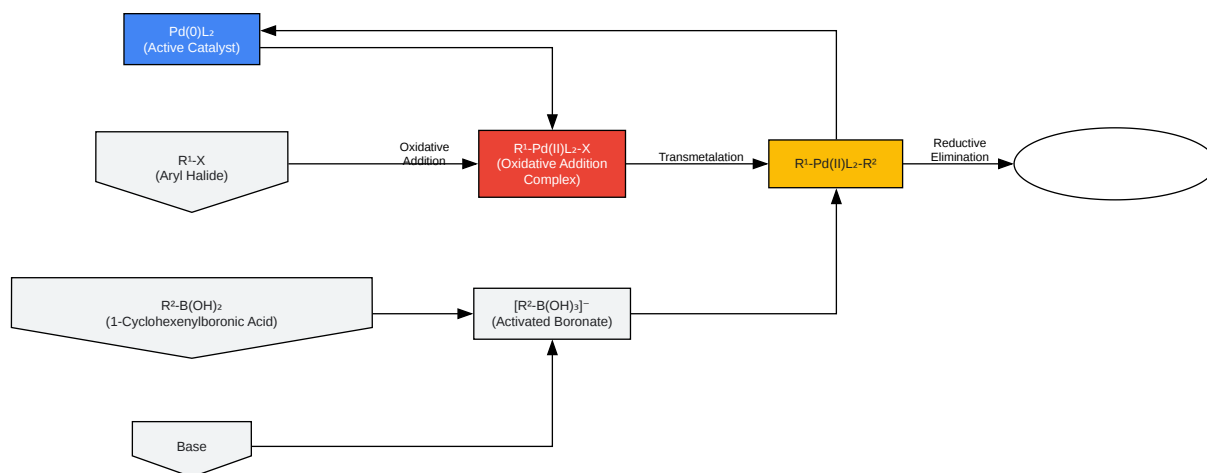 Pd(0)L₂
(Active Catalyst)
R¹-X
(Aryl Halide)
Oxidative
Addition
R¹-Pd(II)L₂-X
(Oxidative Addition
Complex)
Transmetalation
R¹-Pd(II)L₂-R²
Reductive
Elimination
R²-B(OH)₂
(1-Cyclohexenylboronic Acid)
[R²-B(OH)₃]⁻
(Activated Boronate)
Base